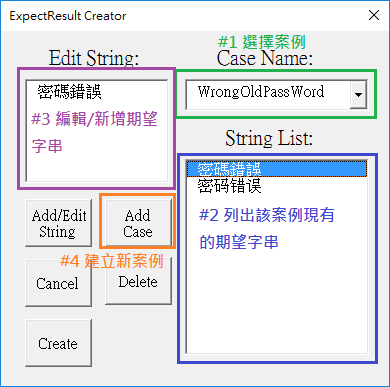 ExpectResult Creator
#1 選擇案例
Edit String:
Case Name:
密碼錯誤
WrongOldPassWord
#3 編輯/新增期望
字串
String List:
密碼錯誤
密码错误
#2 列出該案例現有
的期望字串
Add/Edit
String
Add
Case
#4 建立新案例
Cancel
Delete
Create